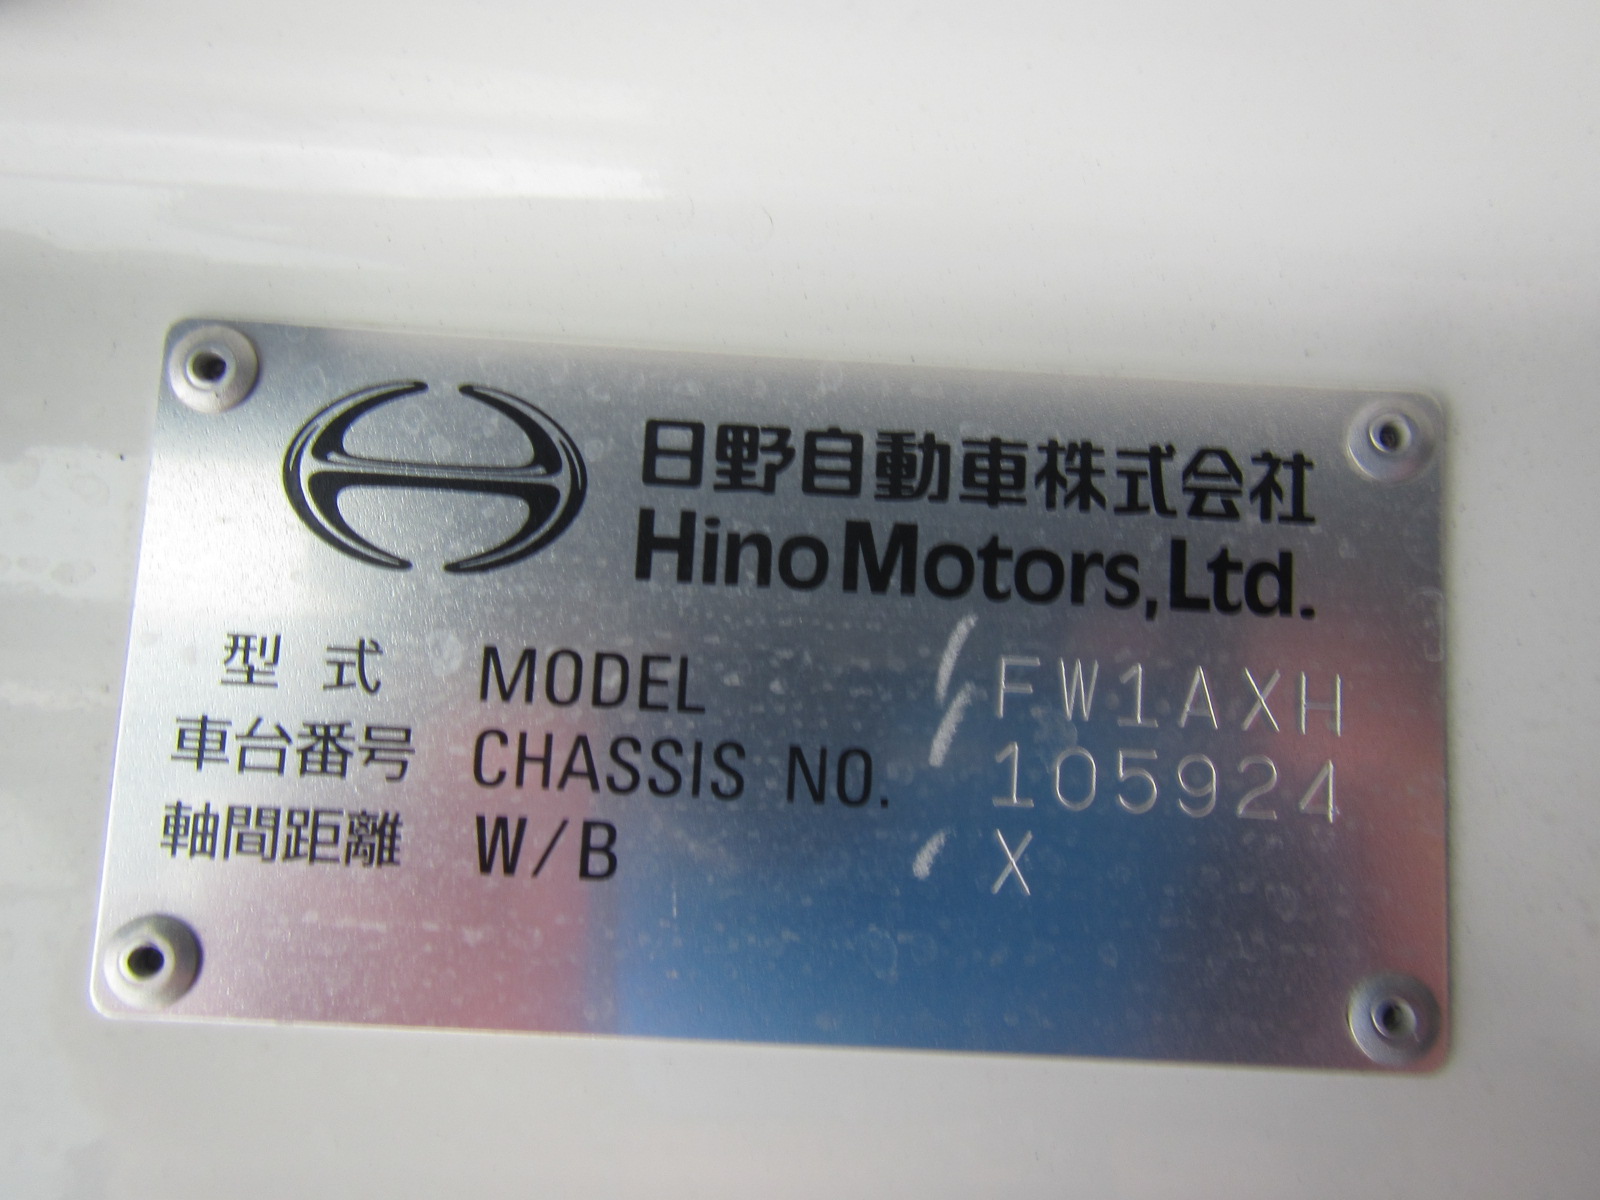 日野自動車株式会社
Hino Motors, Ltd.
型式 MODEL FW1AXH
車台番号 CHASSIS NO. 105924
軸間距離 W/B X